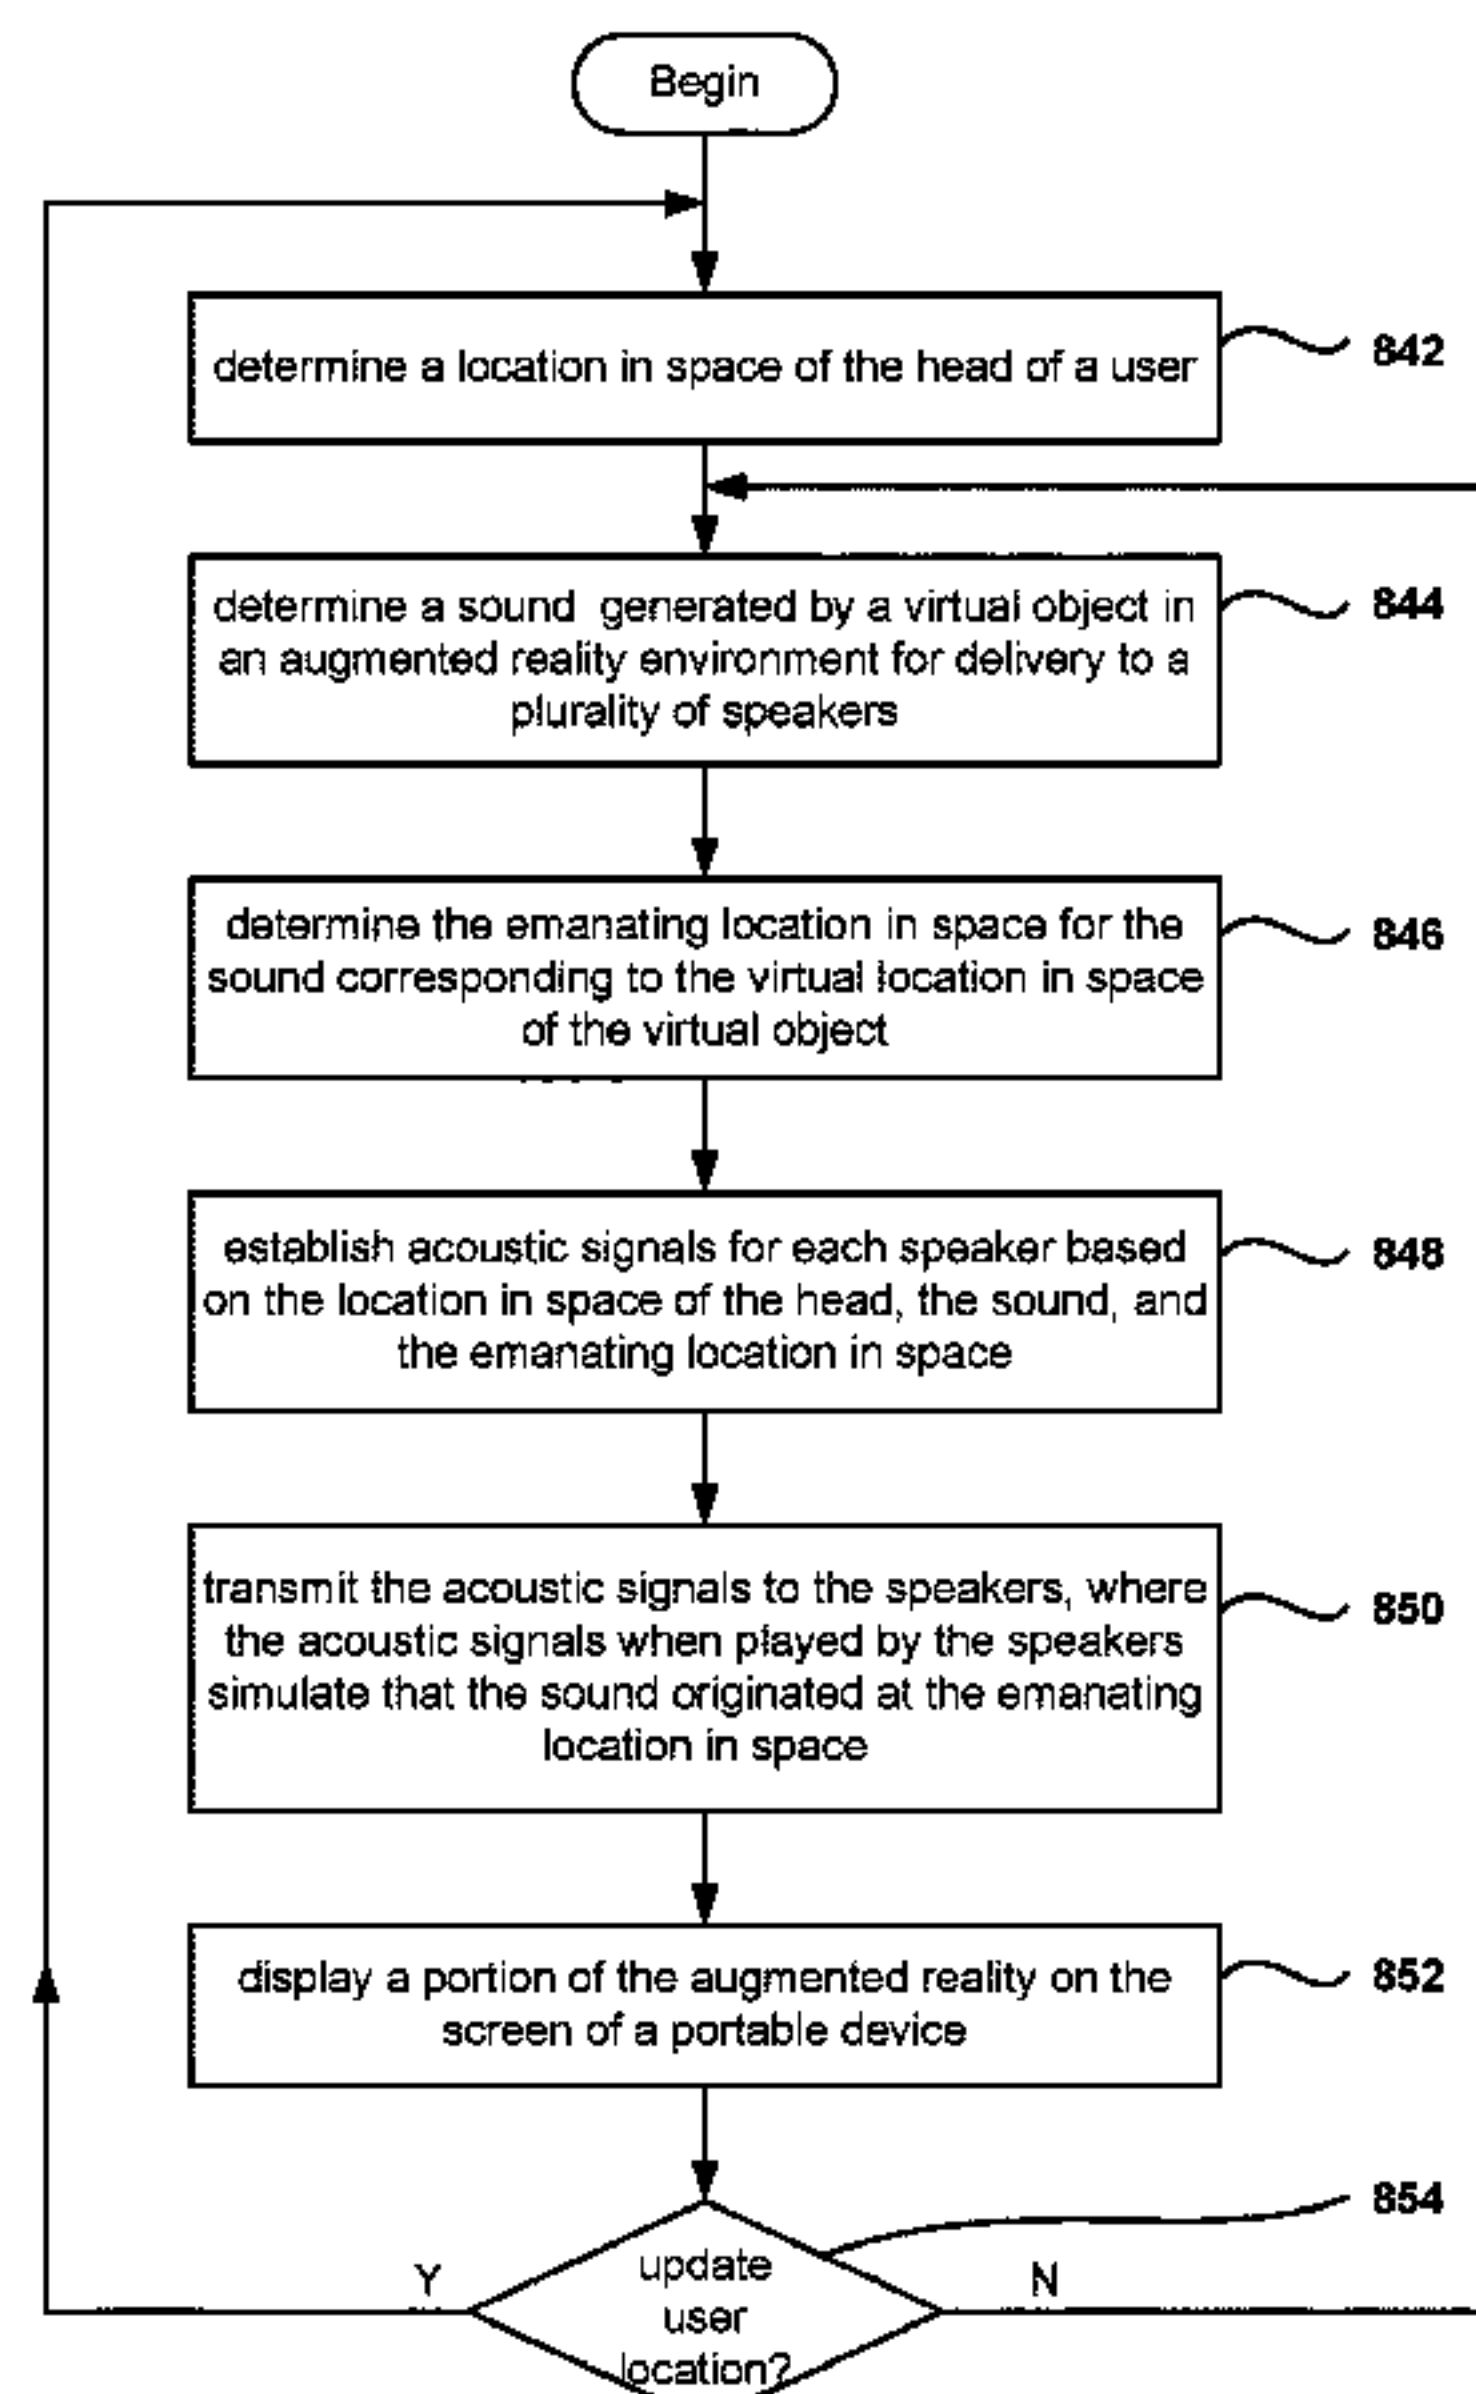 Begin
determine a location in space of the head of a user
842
determine a sound generated by a virtual object in
an augmented reality environment for delivery to a
plurality of speakers
844
determine the emanating location in space for the
sound corresponding to the virtual location in space
of the virtual object
846
establish acoustic signals for each speaker based
on the location in space of the head, the sound, and
the emanating location in space
848
transmit the acoustic signals to the speakers, where
the acoustic signals when played by the speakers
simulate that the sound originated at the emanating
location in space
850
display a portion of the augmented reality on the
screen of a portable device
852
854
Y
update
user
location?
N